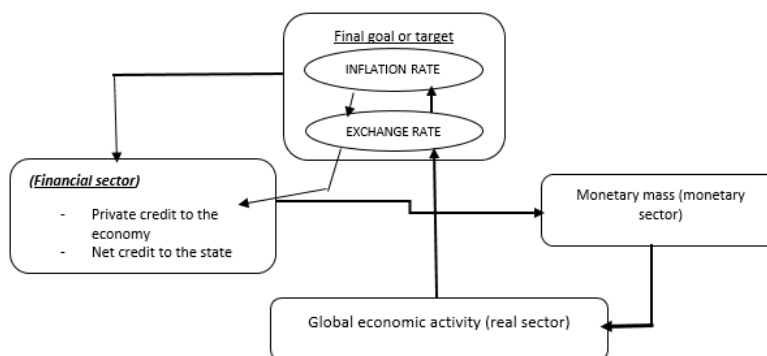 Final goal or target
INFLATION RATE
EXCHANGE RATE
(Financial sector)
- Private credit to the
economy
- Net credit to the state
Monetary mass (monetary
sector)
Global economic activity (real sector)